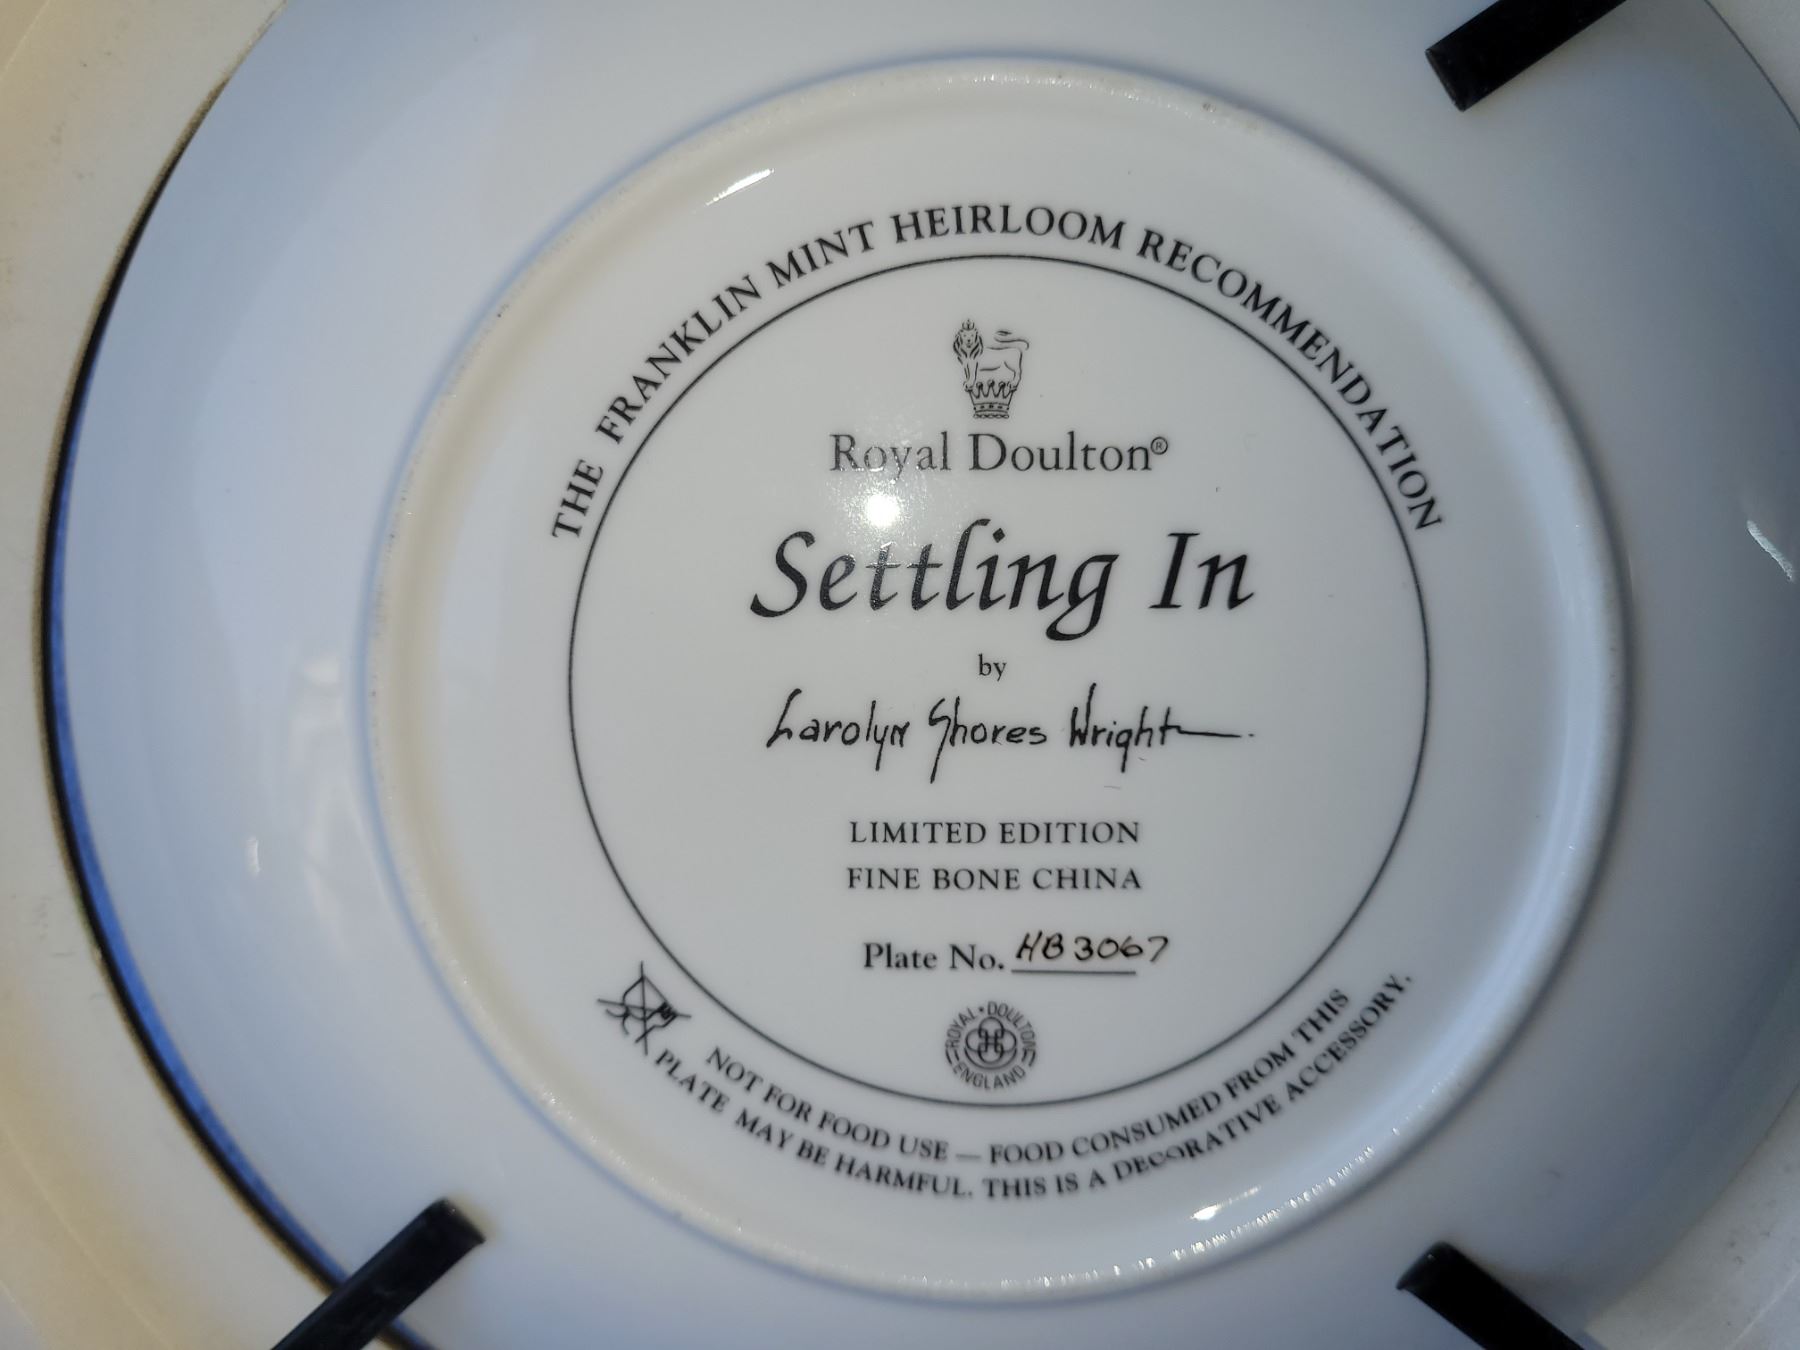 THE FRANKLIN MINT HEIRLOOM RECOMMENDATION
Royal Doulton®
Settling In
by
Carolyn Shores Wright
LIMITED EDITION
FINE BONE CHINA
Plate No. HB3067
ROYAL • DOULTON
ENGLAND
NOT FOR FOOD USE — FOOD CONSUMED FROM THIS
PLATE MAY BE HARMFUL. THIS IS A DECORATIVE ACCESSORY.